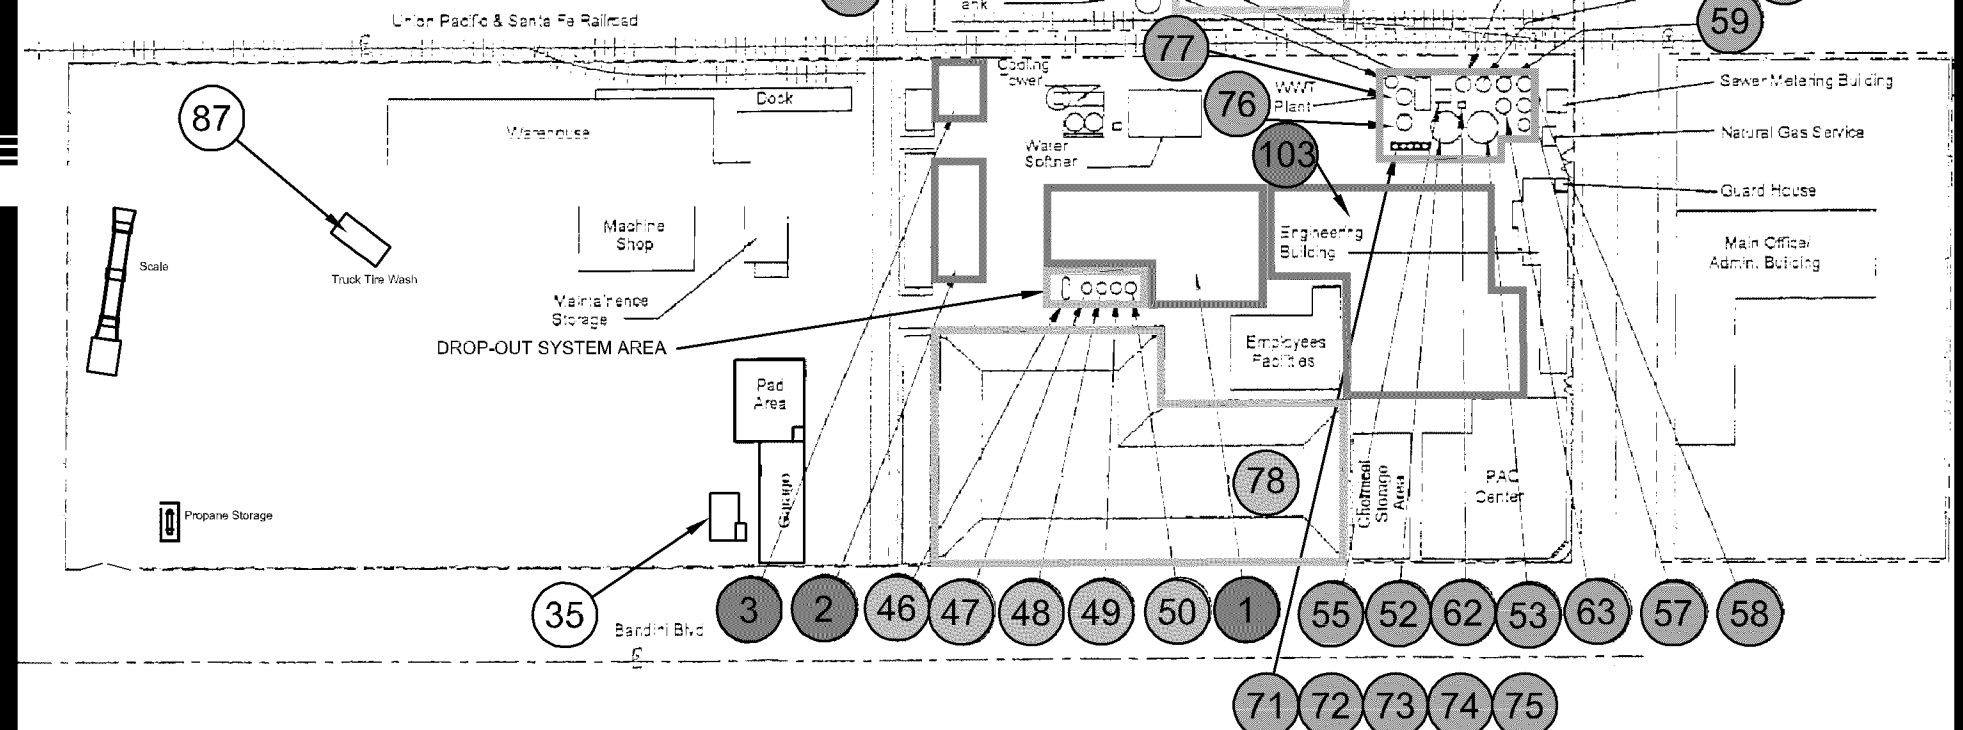 ank
Union Pacific & Santa Fe Railroad
59
77
Cooling
Tower
Sewer Metering Building
WWT
Plant
Dock
87
76
Warehouse
Natural Gas Service
Water
Softner
103
Guard House
Machine
Shop
Engineering
Building
Main Office/
Admin. Building
Scale
Truck Tire Wash
Maintainence
Storage
DROP-OUT SYSTEM AREA
Employees
Facilities
Pad
Area
78
Chemical
Storage
Area
RAC
Center
Garage
Propane Storage
35
Bandini Blvd
3 2 46 47 48 49 50 1 55 52 62 53 63 57 58
71 72 73 74 75